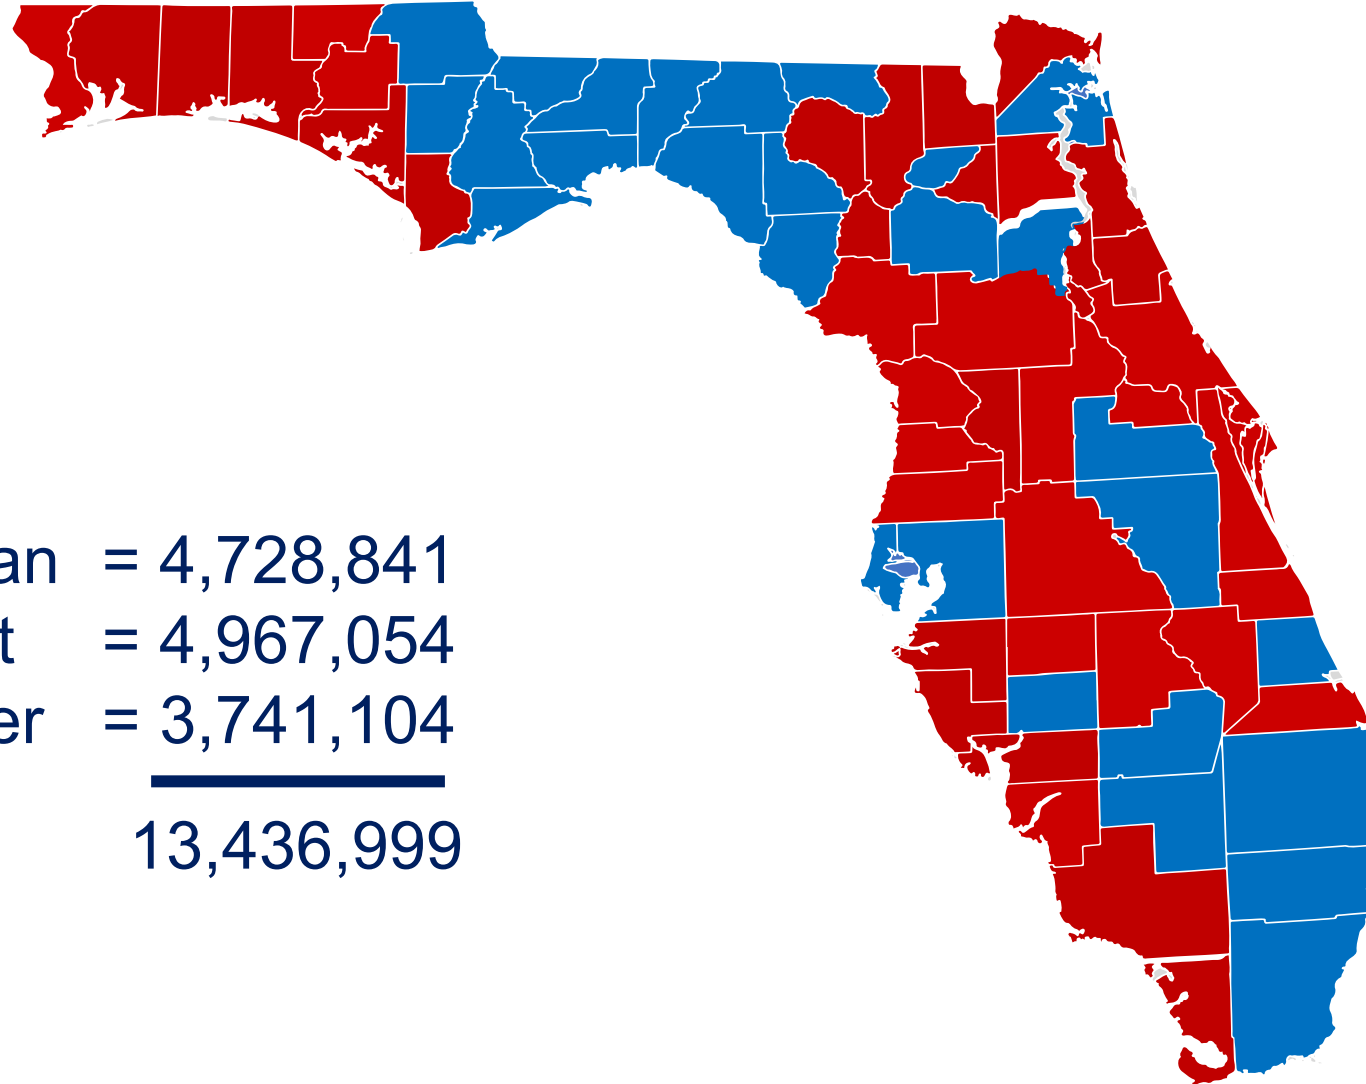 an = 4,728,841
t = 4,967,054
er = 3,741,104
13,436,999